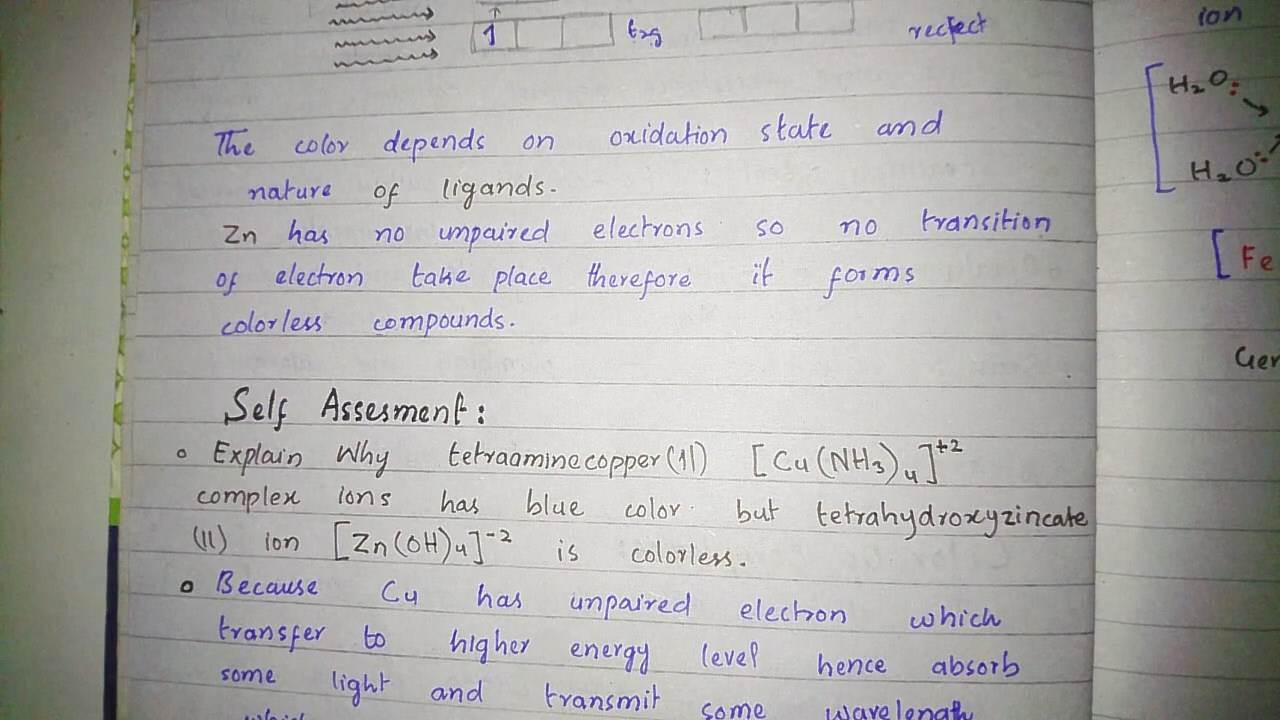 1 t2g reflect
The color depends on oxidation state and
nature of ligands.
Zn has no unpaired electrons so no transition
of electron take place therefore it forms
colorless compounds.
Self Assesment:
Explain Why tetraaminecopper(II) [Cu(NH3)4]+2
complex ions has blue color but tetrahydroxyzincate
(II) ion [Zn(OH)4]-2 is colorless.
Because Cu has unpaired electron which
transfer to higher energy level hence absorb
some light and transmit some wavelength
ion
[H2O:
H2O:
[Fe